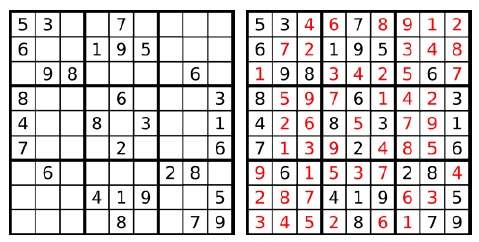 5 3 7 5 3 4 6 7 8 9 1 2
6 1 9 5 6 7 2 1 9 5 3 4 8
9 8 6 1 9 8 3 4 2 5 6 7
8 6 3 8 5 9 7 6 1 4 2 3
4 8 3 1 4 2 6 8 5 3 7 9 1
7 2 6 7 1 3 9 2 4 8 5 6
6 2 8 9 6 1 5 3 7 2 8 4
4 1 9 5 2 8 7 4 1 9 6 3 5
8 7 9 3 4 5 2 8 6 1 7 9